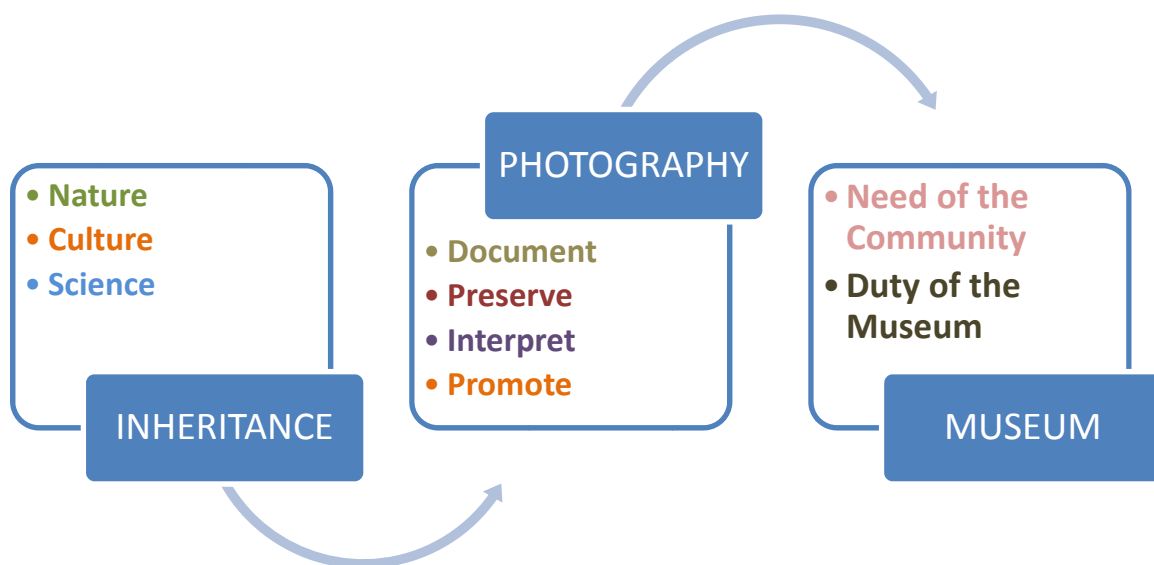 • Nature
• Culture
• Science
INHERITANCE
PHOTOGRAPHY
• Document
• Preserve
• Interpret
• Promote
• Need of the
Community
• Duty of the
Museum
MUSEUM